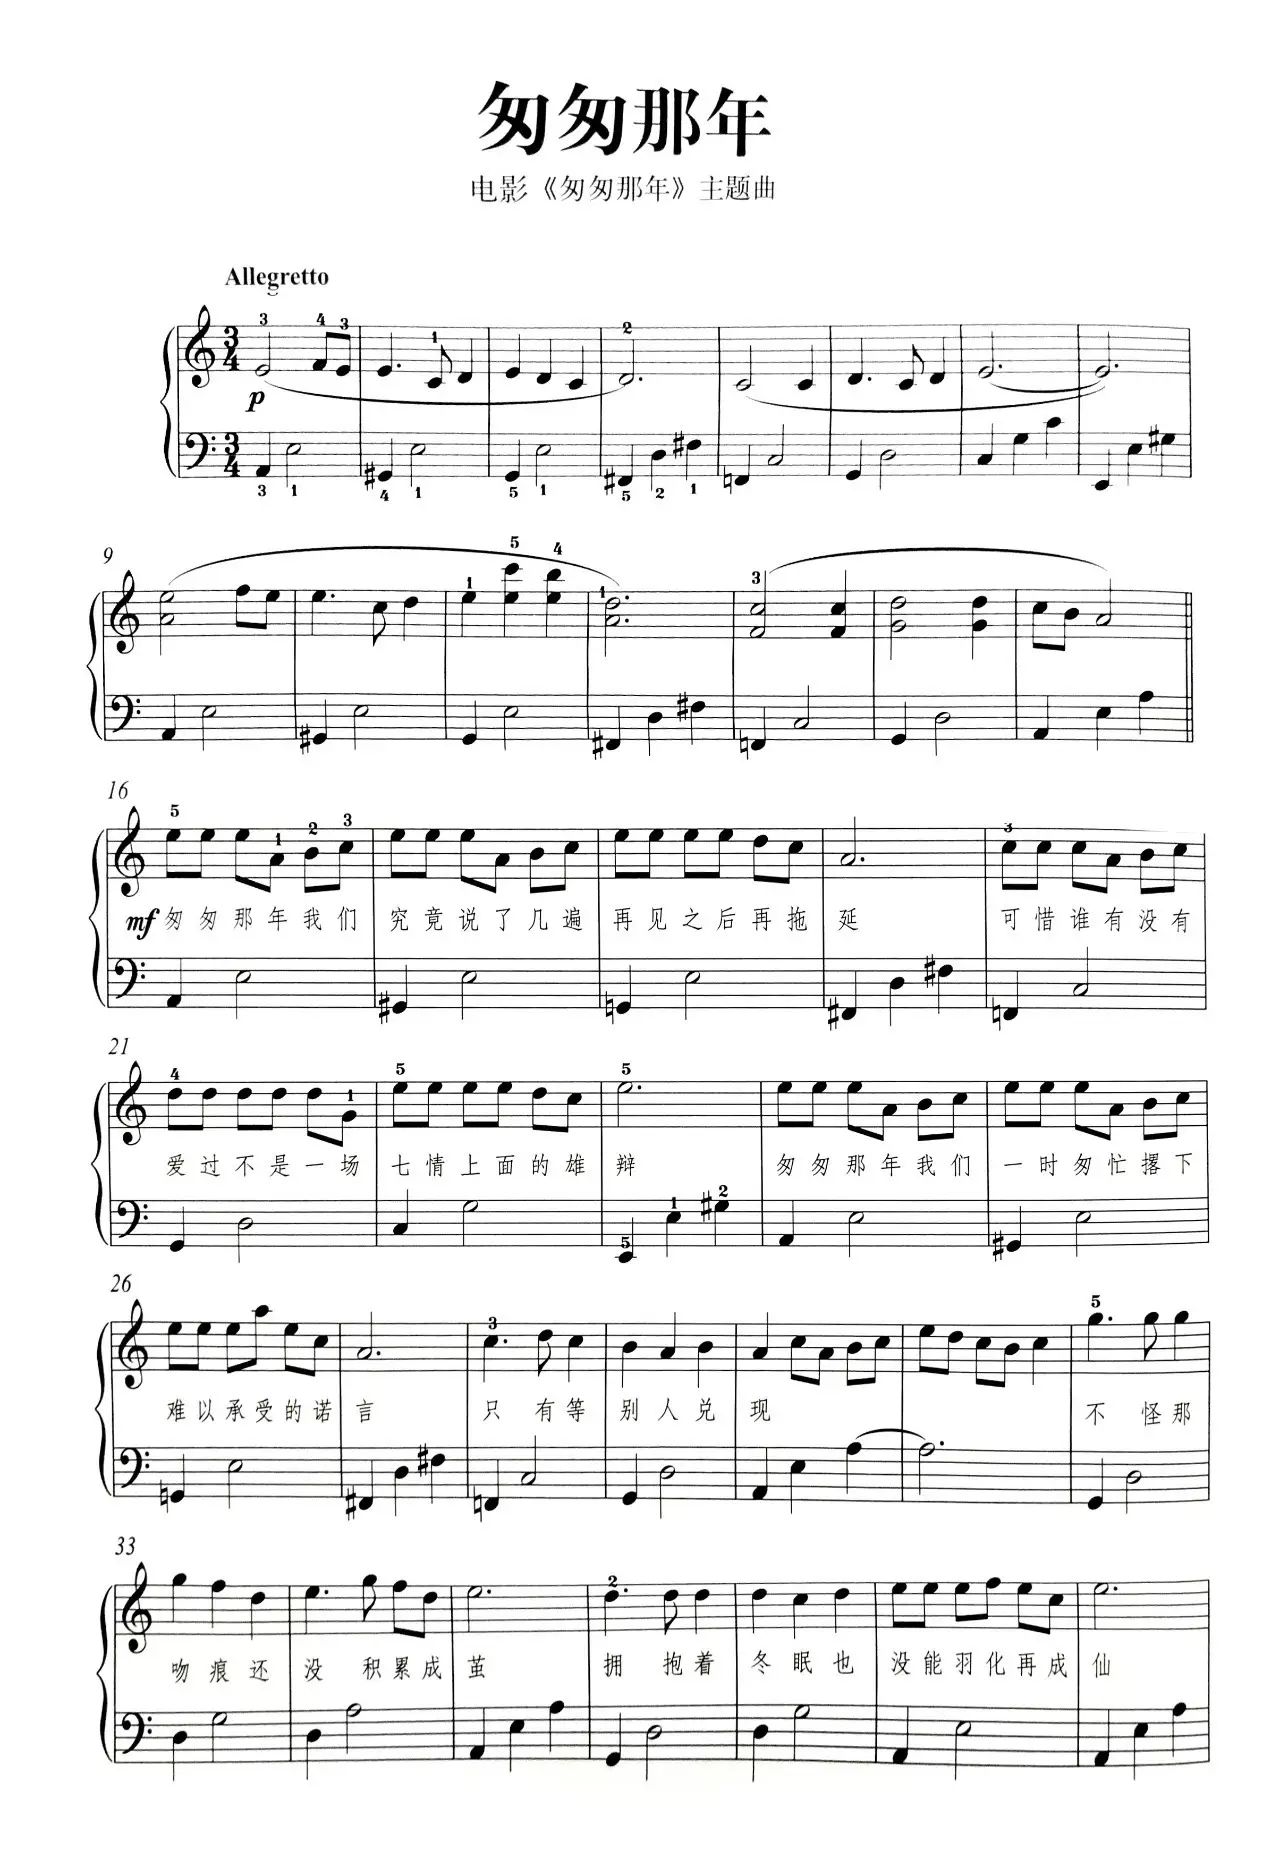 匆匆那年
电影《匆匆那年》主题曲
Allegretto
3 4 3 1 2
3
4
p
3
4
3 1 4 1 5 1 5 2 1
9
5 4
1 1 3
16
5 1 2 3 3
mf 匆匆那年我们 究竟说了几遍 再见之后再拖延 可惜谁有没有
21
4 1 5 5
爱过不是一场 七情上面的雄辩 匆匆那年我们 一时匆忙撂下
5 1 2
26
3 5
难以承受的诺言 只有等别人兑现 不怪那
33
2
吻痕还没积累成茧 拥抱着冬眠也没能羽化再成仙